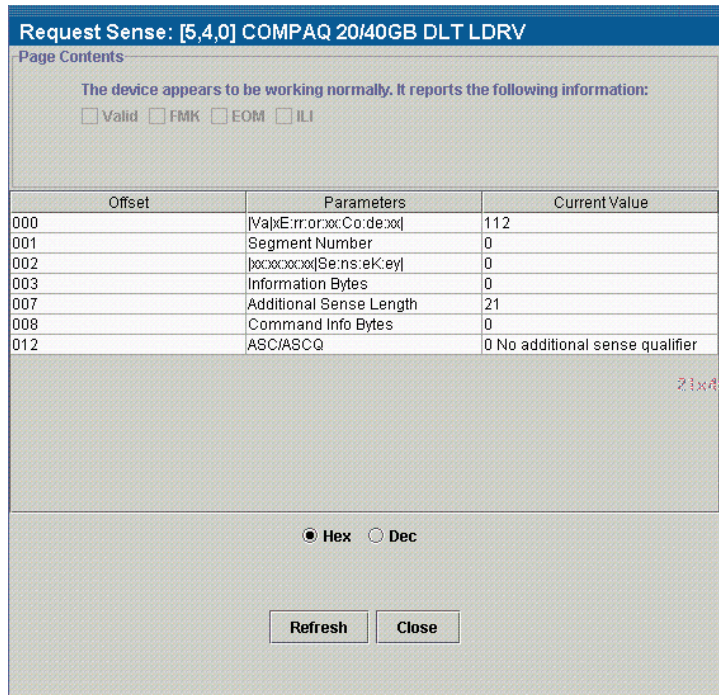 Request Sense: [5,4,0] COMPAQ 20/40GB DLT LDRV
Page Contents
The device appears to be working normally. It reports the following information:
Valid FMK EOM ILI
Offset Parameters Current Value
000 |Va|xE:rr:or:xx:Co:de:xx| 112
001 Segment Number 0
002 |xx:xx:xx:xx|Se:ns:eK:ey| 0
003 Information Bytes 0
007 Additional Sense Length 21
008 Command Info Bytes 0
012 ASC/ASCQ 0 No additional sense qualifier
Hex Dec
Refresh Close